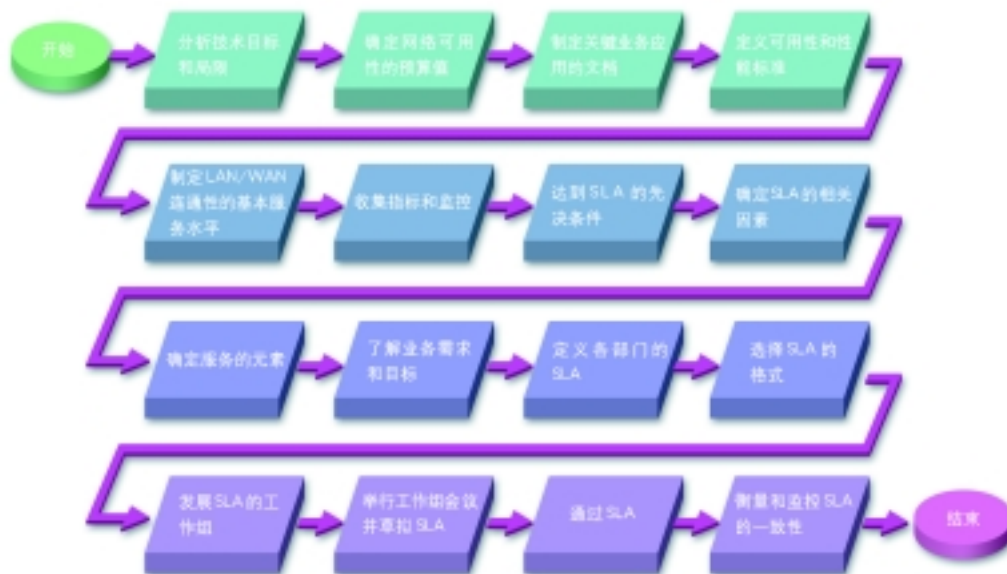 开始
分析技术目标
和局限
确定网络可用
性的预算值
制定关键业务应
用的文档
定义可用性和性
能标准
制定LAN/WAN
连通性的基本服
务水平
收集指标和监控
达到SLA的先
决条件
确定SLA的相关
因素
确定服务的元素
了解业务需求
和目标
定义各部门的
SLA
选择SLA的
格式
发展SLA的工
作组
举行工作组会议
并草拟SLA
通过SLA
衡量和监控SLA
的一致性
结束